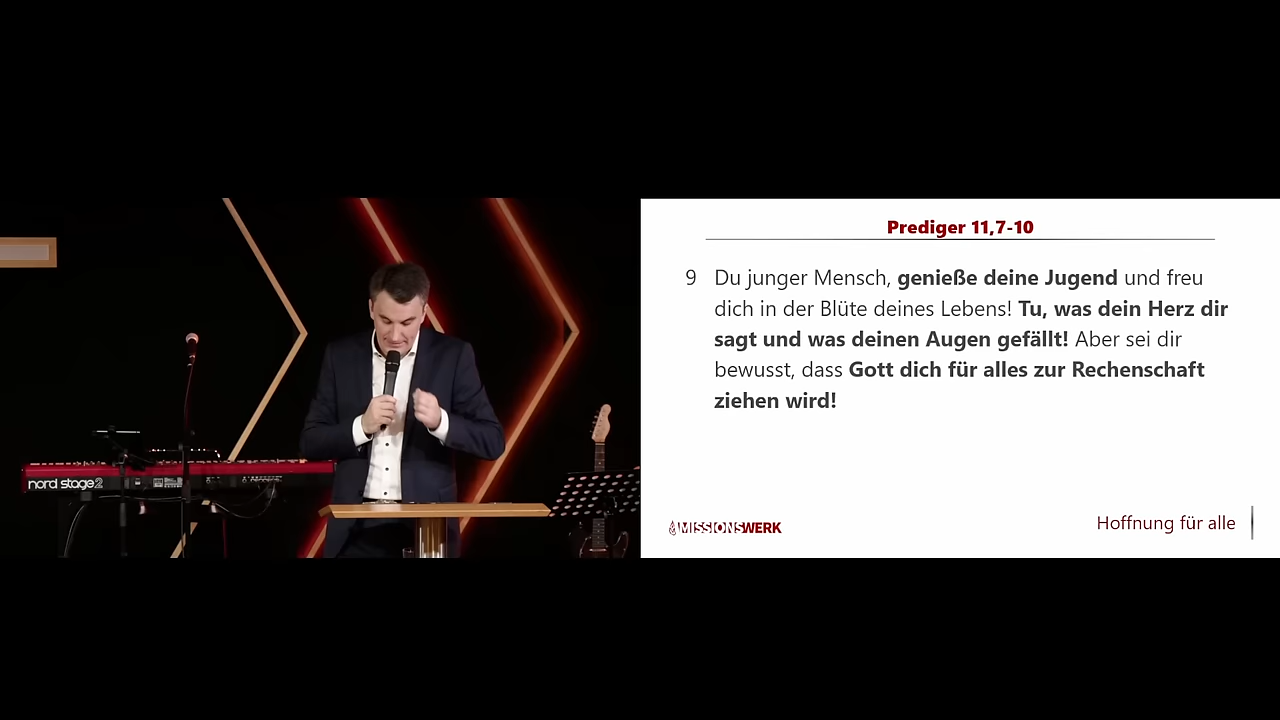 nord stage 2
Prediger 11,7-10
9 Du junger Mensch, genieße deine Jugend und freu
dich in der Blüte deines Lebens! Tu, was dein Herz dir
sagt und was deinen Augen gefällt! Aber sei dir
bewusst, dass Gott dich für alles zur Rechenschaft
ziehen wird!
MISSIONSWERK
Hoffnung für alle